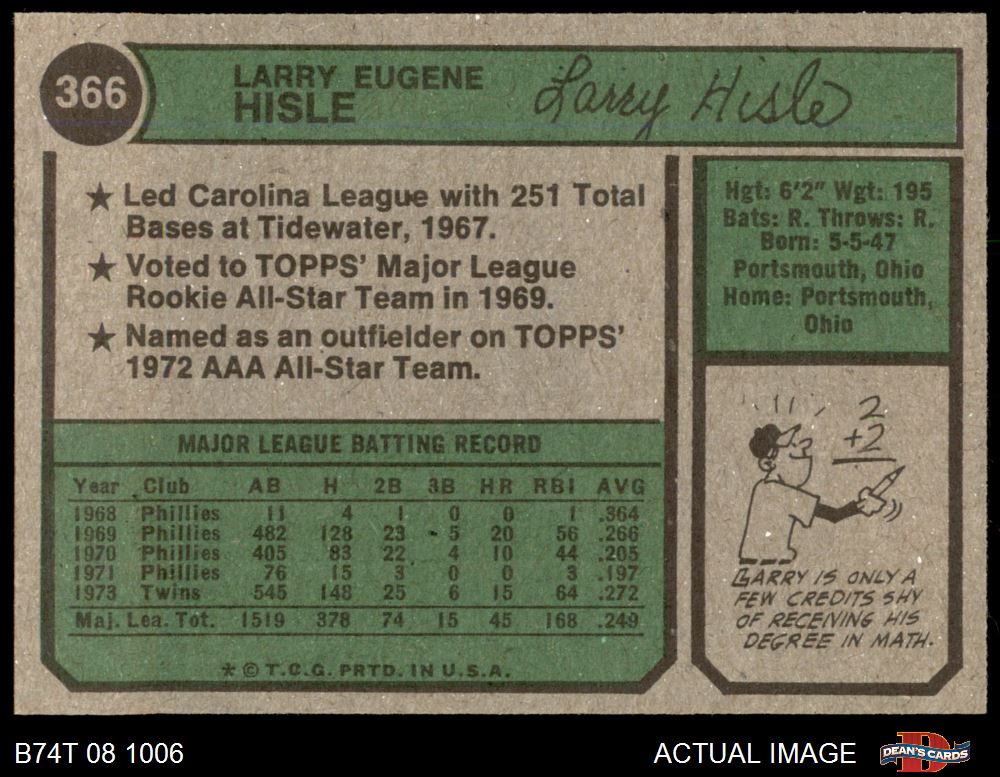 366
LARRY EUGENE
HISLE
Larry Hisle
★ Led Carolina League with 251 Total
Bases at Tidewater, 1967.
★ Voted to TOPPS' Major League
Rookie All-Star Team in 1969.
★ Named as an outfielder on TOPPS'
1972 AAA All-Star Team.
Hgt: 6'2" Wgt: 195
Bats: R. Throws: R.
Born: 5-5-47
Portsmouth, Ohio
Home: Portsmouth,
Ohio
MAJOR LEAGUE BATTING RECORD
Year Club AB H 2B 3B HR RBI AVG
1968 Phillies 11 4 1 0 0 1 .364
1969 Phillies 482 128 23 5 20 56 .266
1970 Phillies 405 83 22 4 10 44 .205
1971 Phillies 76 15 3 0 0 3 .197
1973 Twins 545 148 25 6 15 64 .272
Maj. Lea. Tot. 1519 378 74 15 45 168 .249
* © T.C.G. PRTD. IN U.S.A.
2
+2
LARRY IS ONLY A
FEW CREDITS SHY
OF RECEIVING HIS
DEGREE IN MATH.
B74T 08 1006
ACTUAL IMAGE
DEAN'S CARDS